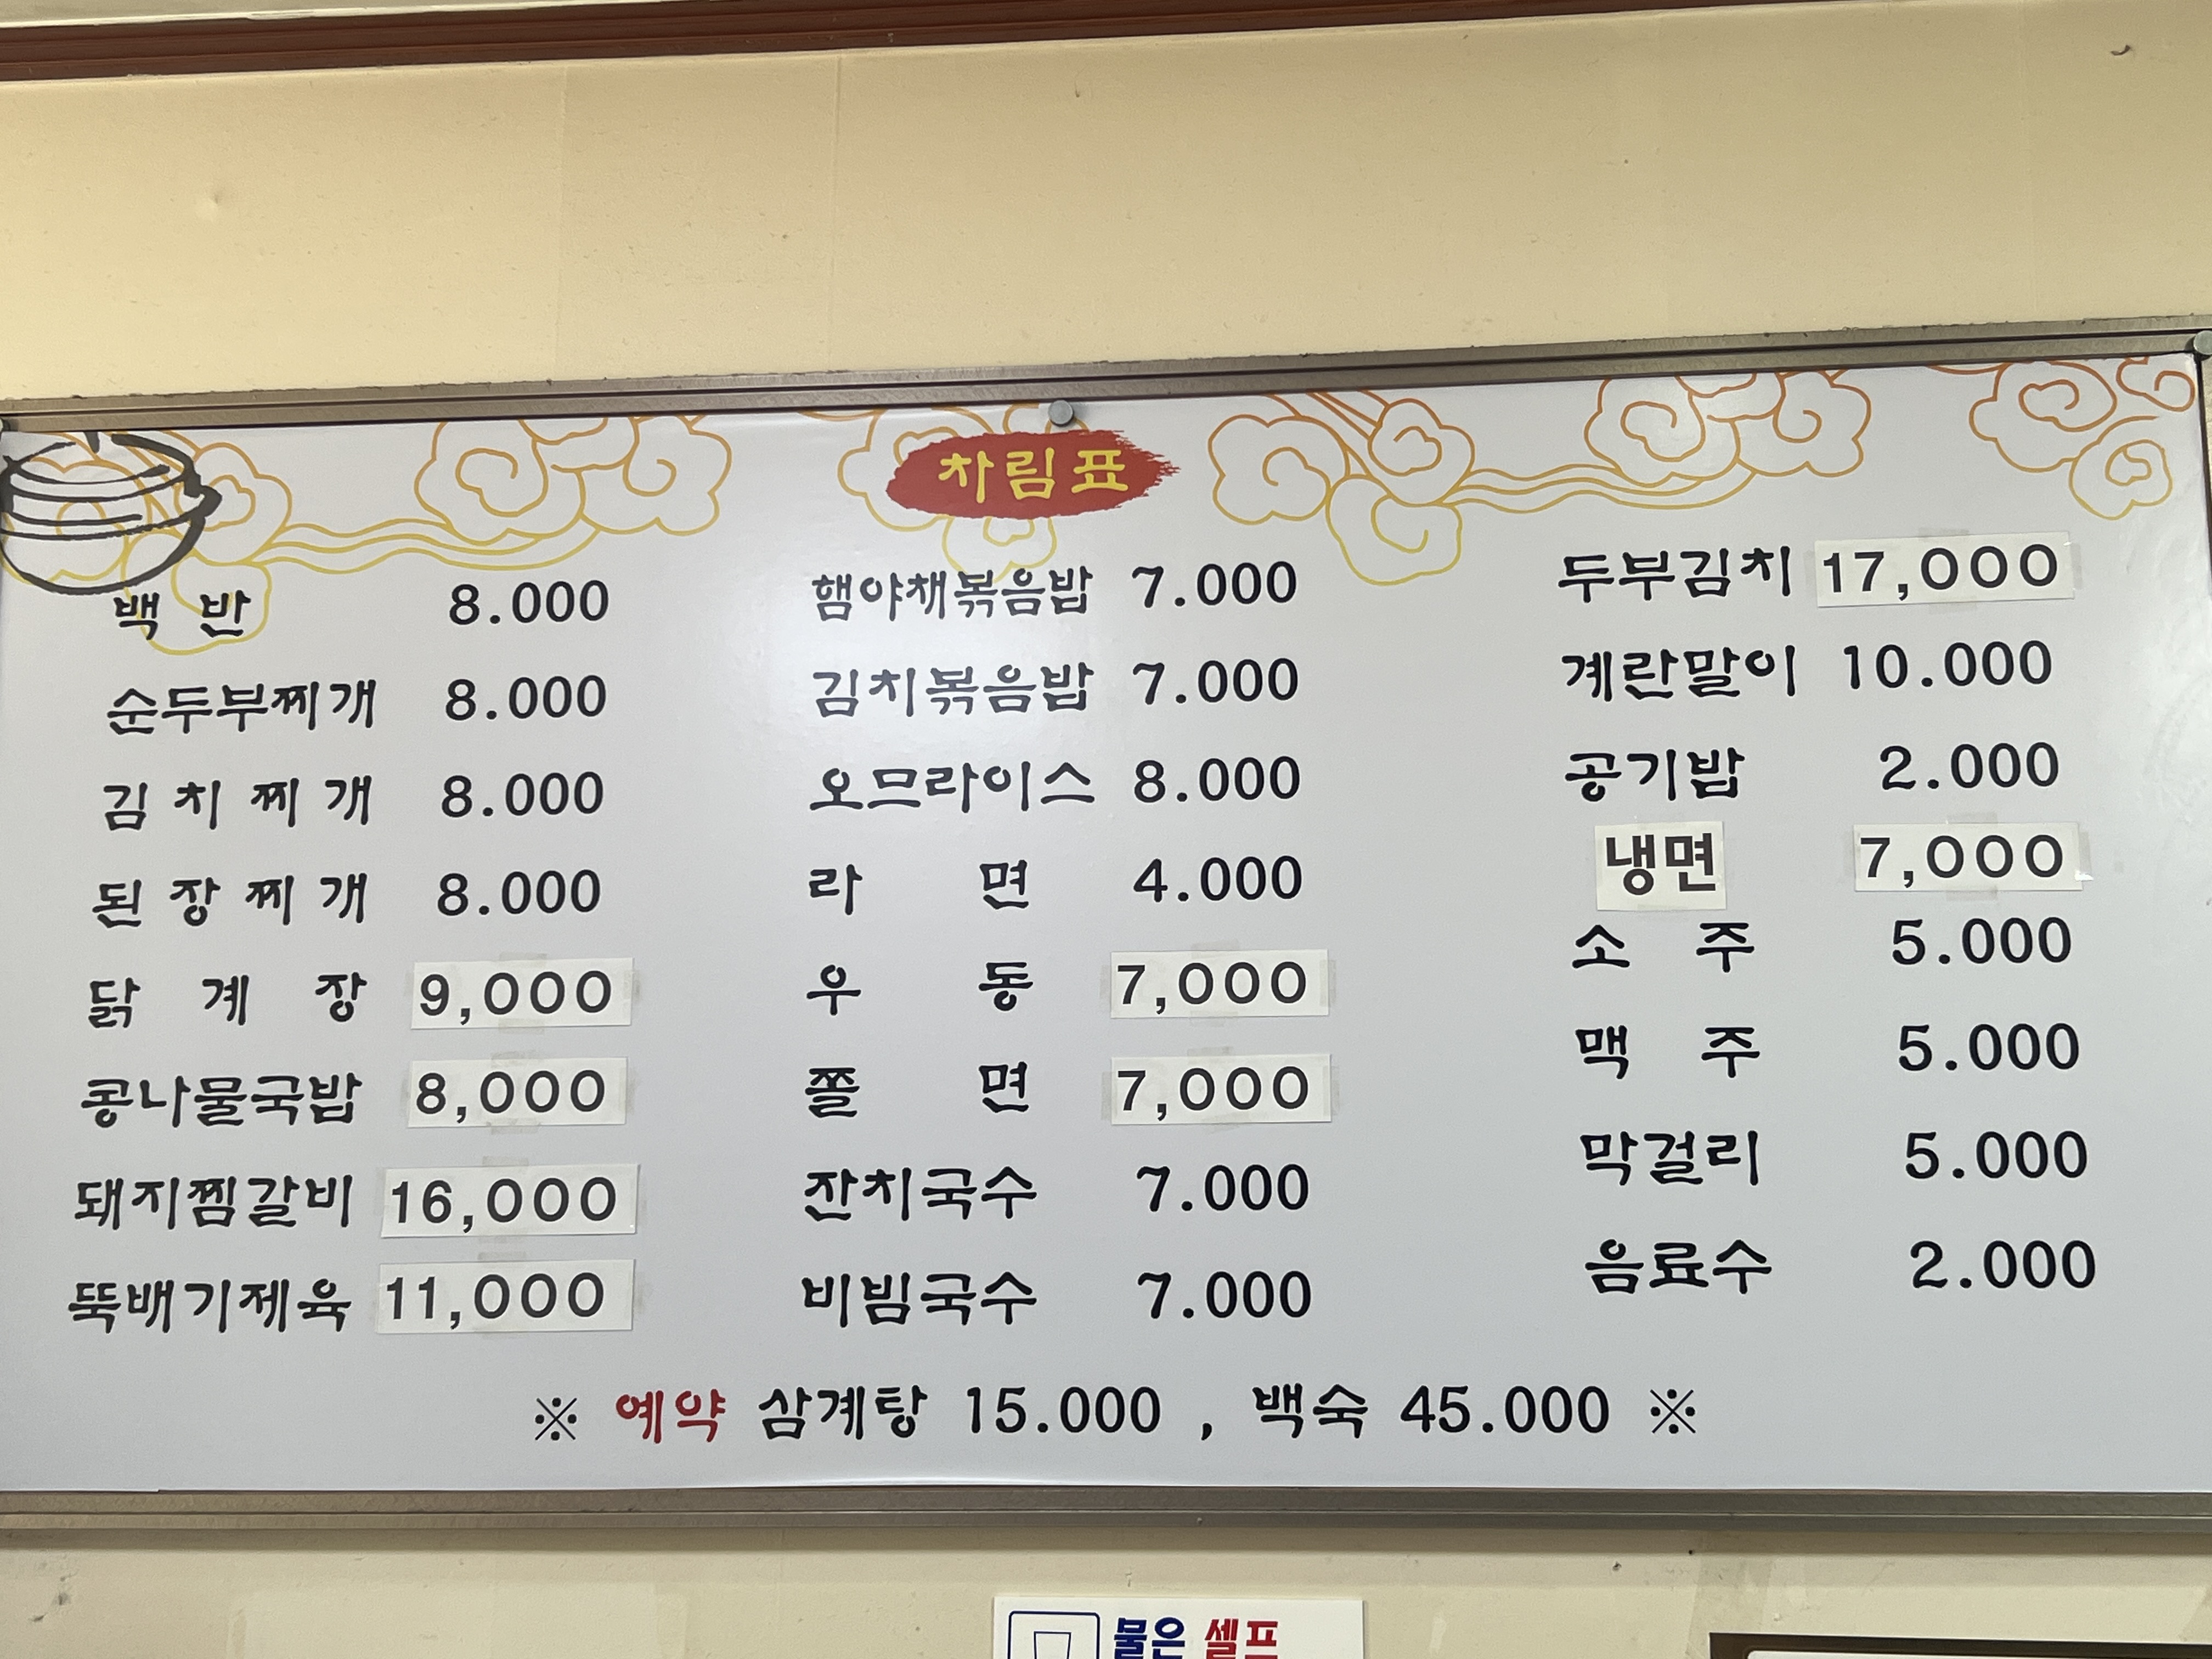 차림표
백 반 8.000
순두부찌개 8.000
김 치 찌 개 8.000
된 장 찌 개 8.000
닭 계 장 9,000
콩나물국밥 8,000
돼지찜갈비 16,000
뚝배기제육 11,000
햄야채볶음밥 7.000
김치볶음밥 7.000
오므라이스 8.000
라 면 4.000
우 동 7,000
쫄 면 7,000
잔치국수 7.000
비빔국수 7.000
두부김치 17,000
계란말이 10.000
공기밥 2.000
냉면 7,000
소 주 5.000
맥 주 5.000
막걸리 5.000
음료수 2.000
※ 예약 삼계탕 15.000 , 백숙 45.000 ※
물은 셀프